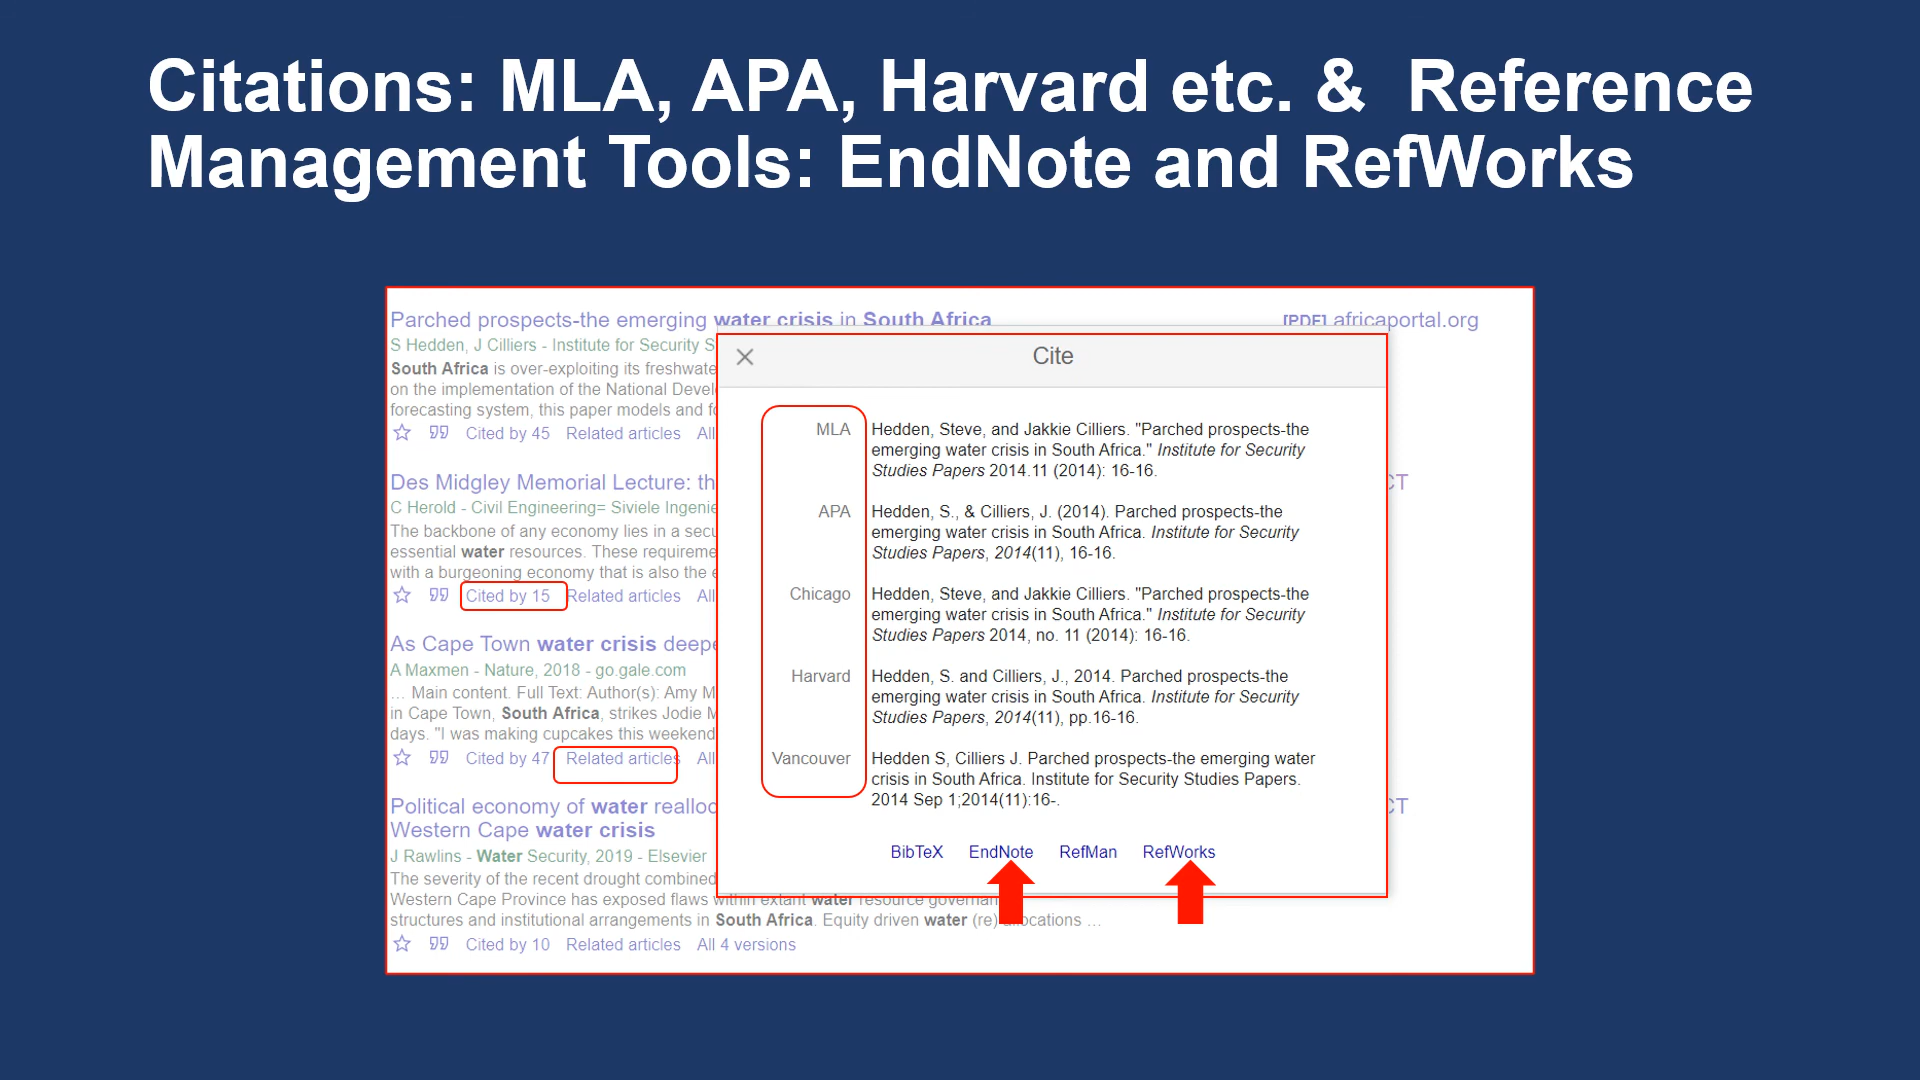 Citations: MLA, APA, Harvard etc. &  Reference
Management Tools: EndNote and RefWorks
Parched prospects-the emerging water crisis in South Africa
[PDF] africaportal.org
S Hedden, J Cilliers - Institute for Security S
South Africa is over-exploiting its freshwate
on the implementation of the National Devel
forecasting system, this paper models and fo
Cited by 45 Related articles All
Des Midgley Memorial Lecture: th
CT
C Herold - Civil Engineering= Siviele Ingenie
The backbone of any economy lies in a secu
essential water resources. These requireme
with a burgeoning economy that is also the e
Cited by 15 Related articles All
As Cape Town water crisis deepe
A Maxmen - Nature, 2018 - go.gale.com
… Main content. Full Text: Author(s): Amy M
in Cape Town, South Africa, strikes Jodie M
days. "I was making cupcakes this weekend
Cited by 47 Related articles All
Political economy of water realloc
CT
Western Cape water crisis
J Rawlins - Water Security, 2019 - Elsevier
The severity of the recent drought combined
Western Cape Province has exposed flaws within extant water resource governan
structures and institutional arrangements in South Africa. Equity driven water (re) allocations …
Cited by 10 Related articles All 4 versions
Cite
MLA
Hedden, Steve, and Jakkie Cilliers. "Parched prospects-the
emerging water crisis in South Africa." Institute for Security
Studies Papers 2014.11 (2014): 16-16.
APA
Hedden, S., & Cilliers, J. (2014). Parched prospects-the
emerging water crisis in South Africa. Institute for Security
Studies Papers, 2014(11), 16-16.
Chicago
Hedden, Steve, and Jakkie Cilliers. "Parched prospects-the
emerging water crisis in South Africa." Institute for Security
Studies Papers 2014, no. 11 (2014): 16-16.
Harvard
Hedden, S. and Cilliers, J., 2014. Parched prospects-the
emerging water crisis in South Africa. Institute for Security
Studies Papers, 2014(11), pp.16-16.
Vancouver
Hedden S, Cilliers J. Parched prospects-the emerging water
crisis in South Africa. Institute for Security Studies Papers.
2014 Sep 1;2014(11):16-.
BibTeX EndNote RefMan RefWorks